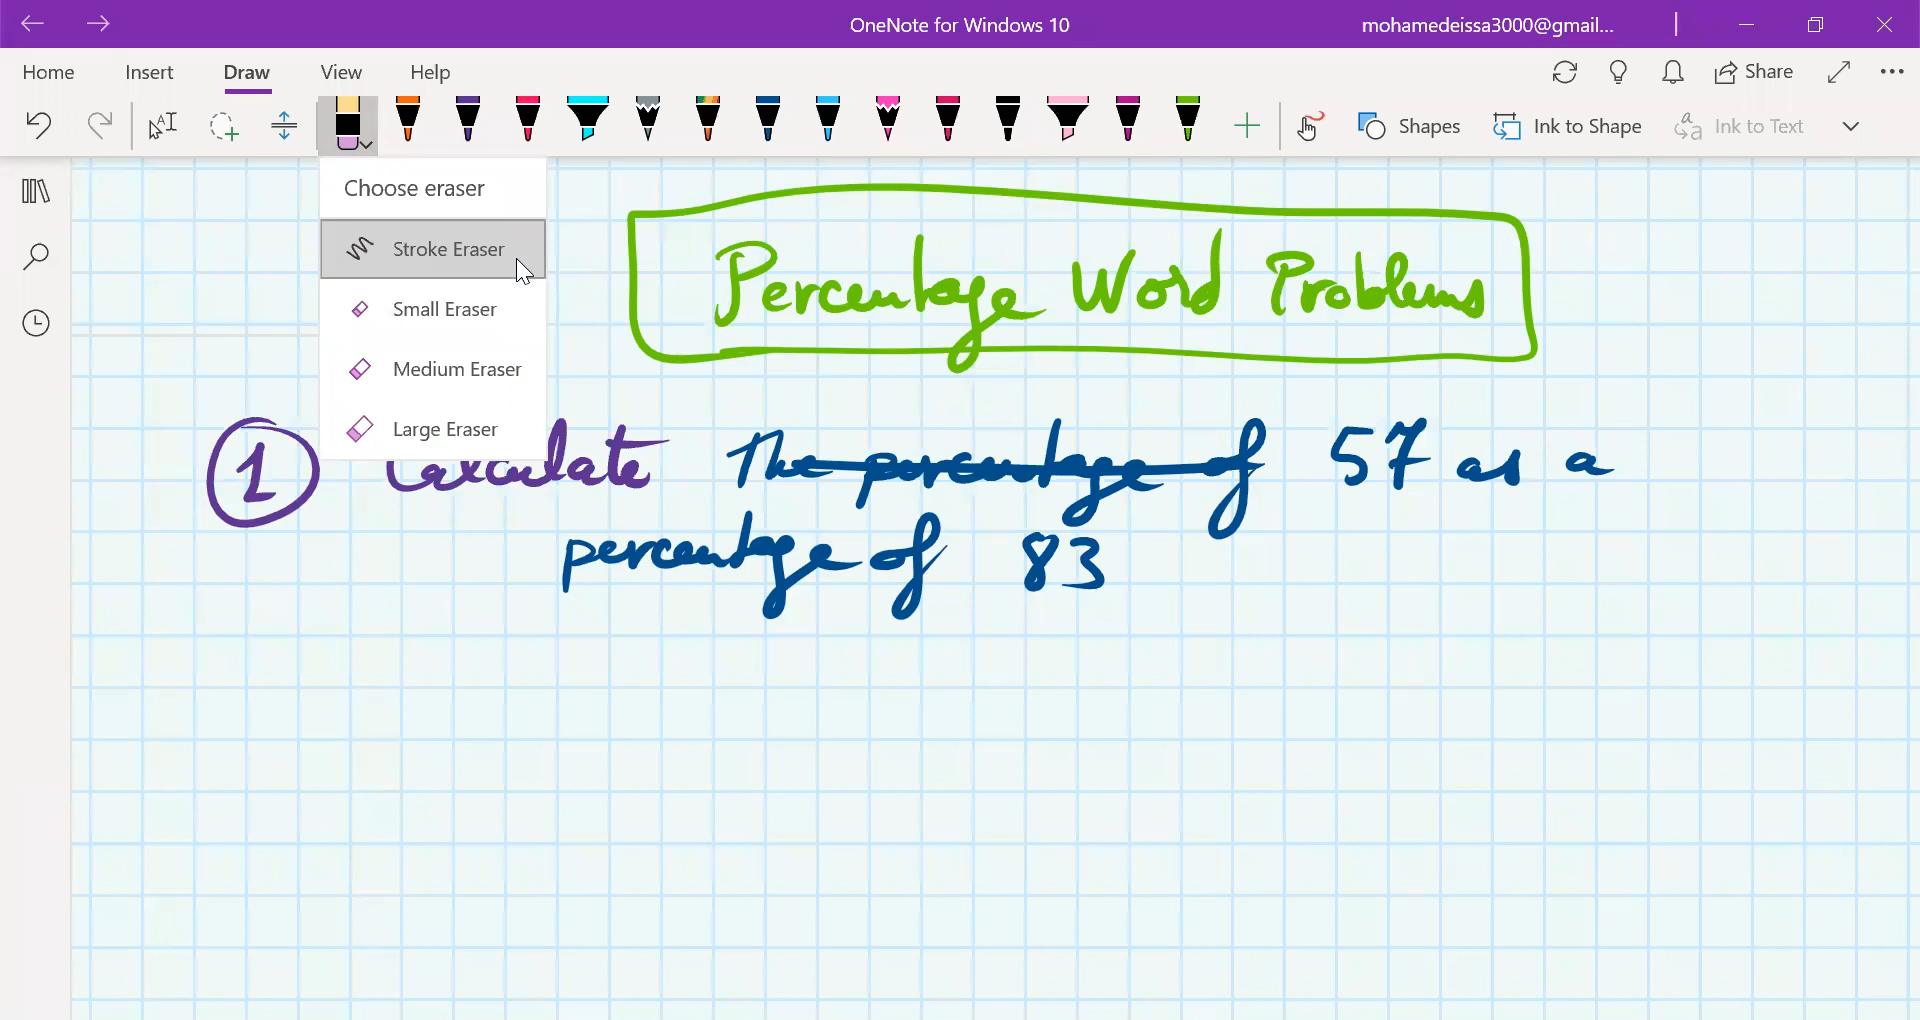 OneNote for Windows 10
mohamedeissa3000@gmail...
Home Insert Draw View Help
Share
Shapes Ink to Shape Ink to Text
Choose eraser
Stroke Eraser
Small Eraser
Medium Eraser
Large Eraser
Percentage Word Problems
1 Calculate The percentage of 57 as a
percentage of 83